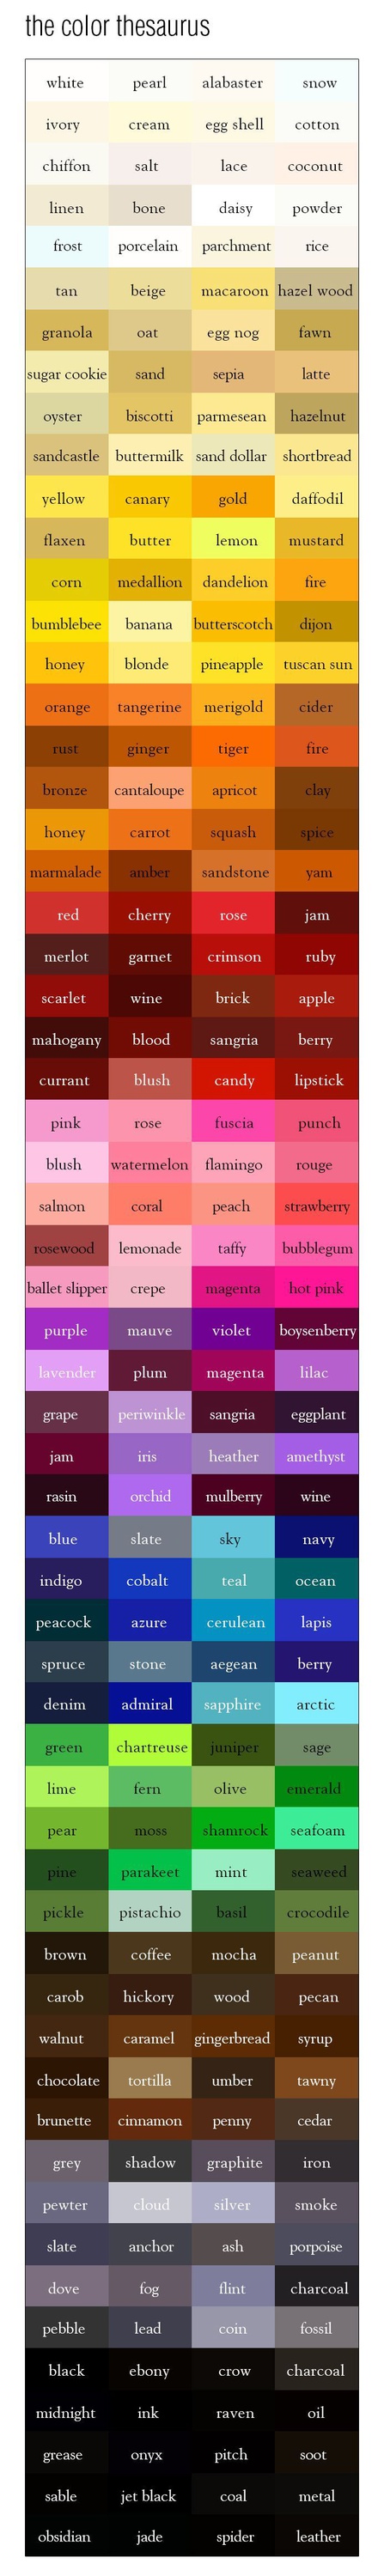 the color thesaurus
white pearl alabaster snow
ivory cream egg shell cotton
chiffon salt lace coconut
linen bone daisy powder
frost porcelain parchment rice
tan beige macaroon hazel wood
granola oat egg nog fawn
sugar cookie sand sepia latte
oyster biscotti parmesean hazelnut
sandcastle buttermilk sand dollar shortbread
yellow canary gold daffodil
flaxen butter lemon mustard
corn medallion dandelion fire
bumblebee banana butterscotch dijon
honey blonde pineapple tuscan sun
orange tangerine merigold cider
rust ginger tiger fire
bronze cantaloupe apricot clay
honey carrot squash spice
marmalade amber sandstone yam
red cherry rose jam
merlot garnet crimson ruby
scarlet wine brick apple
mahogany blood sangria berry
currant blush candy lipstick
pink rose fuscia punch
blush watermelon flamingo rouge
salmon coral peach strawberry
rosewood lemonade taffy bubblegum
ballet slipper crepe magenta hot pink
purple mauve violet boysenberry
lavender plum magenta lilac
grape periwinkle sangria eggplant
jam iris heather amethyst
rasin orchid mulberry wine
blue slate sky navy
indigo cobalt teal ocean
peacock azure cerulean lapis
spruce stone aegean berry
denim admiral sapphire arctic
green chartreuse juniper sage
lime fern olive emerald
pear moss shamrock seafoam
pine parakeet mint seaweed
pickle pistachio basil crocodile
brown coffee mocha peanut
carob hickory wood pecan
walnut caramel gingerbread syrup
chocolate tortilla umber tawny
brunette cinnamon penny cedar
grey shadow graphite iron
pewter cloud silver smoke
slate anchor ash porpoise
dove fog flint charcoal
pebble lead coin fossil
black ebony crow charcoal
midnight ink raven oil
grease onyx pitch soot
sable jet black coal metal
obsidian jade spider leather